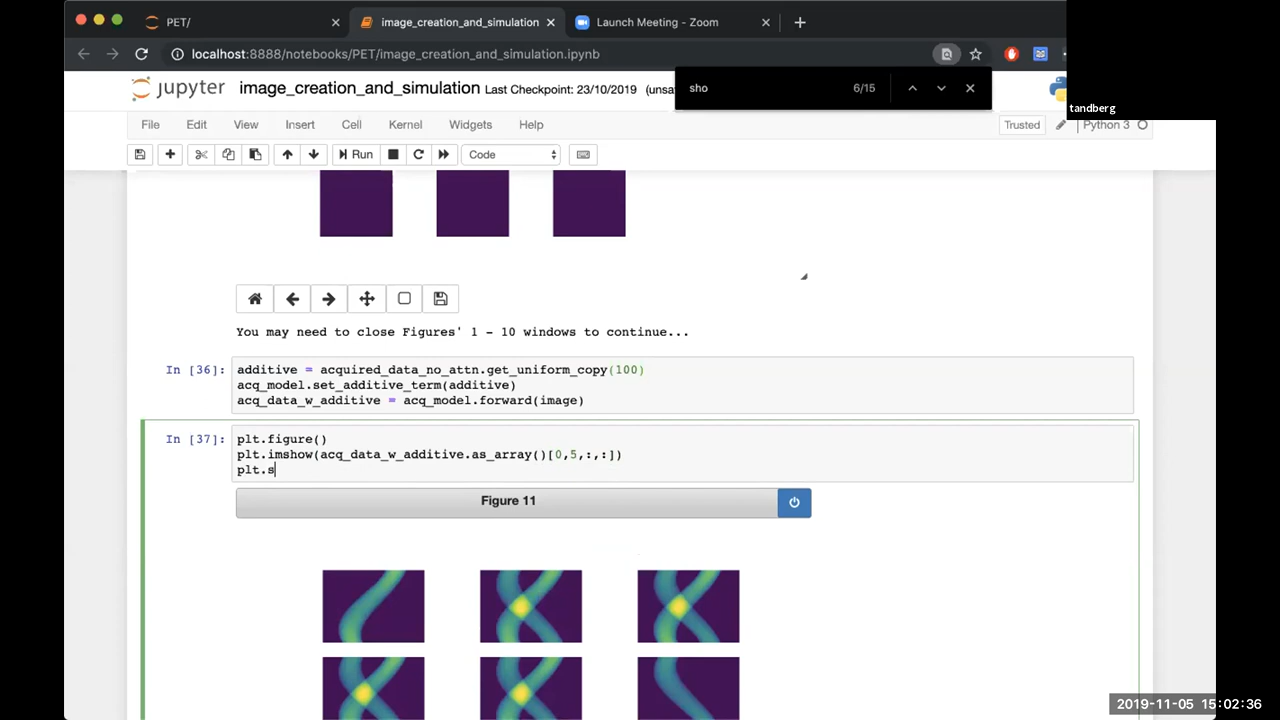 PET/
image_creation_and_simulation
Launch Meeting - Zoom
localhost:8888/notebooks/PET/image_creation_and_simulation.ipynb
sho 6/15
tandberg
jupyter image_creation_and_simulation Last Checkpoint: 23/10/2019 (unsa
File Edit View Insert Cell Kernel Widgets Help
Trusted Python 3
Run Code
You may need to close Figures' 1 - 10 windows to continue...
In [36]: additive = acquired_data_no_attn.get_uniform_copy(100)
acq_model.set_additive_term(additive)
acq_data_w_additive = acq_model.forward(image)
In [37]: plt.figure()
plt.imshow(acq_data_w_additive.as_array()[0,5,:,:])
plt.s
Figure 11
2019-11-05 15:02:36